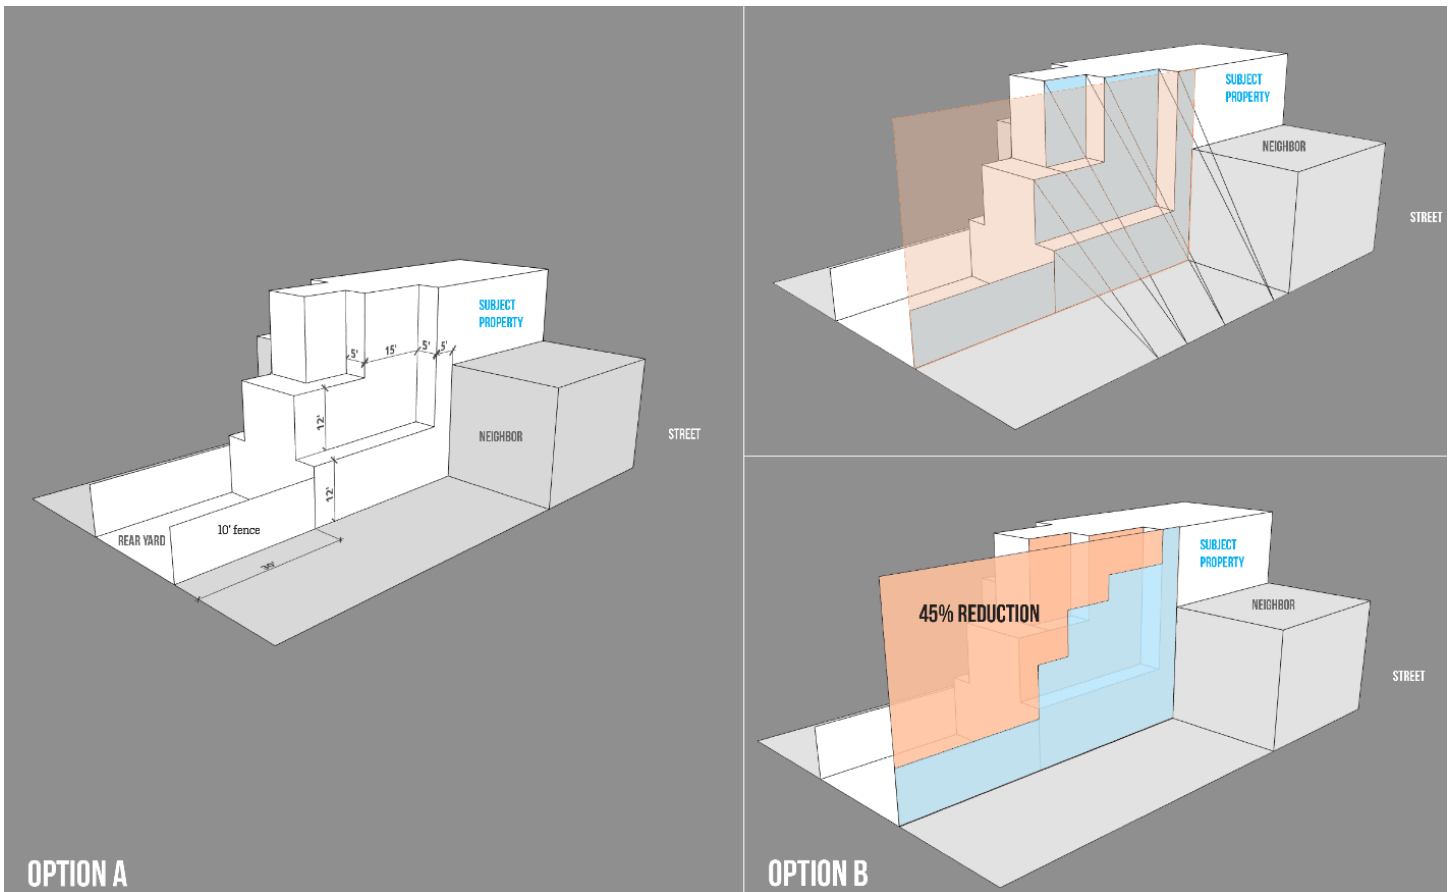 SUBJECT
PROPERTY
5'
15'
5'
5'
12'
NEIGHBOR
STREET
12'
10' fence
REAR YARD
OPTION A
SUBJECT
PROPERTY
NEIGHBOR
STREET
SUBJECT
PROPERTY
45% REDUCTION
NEIGHBOR
STREET
OPTION B